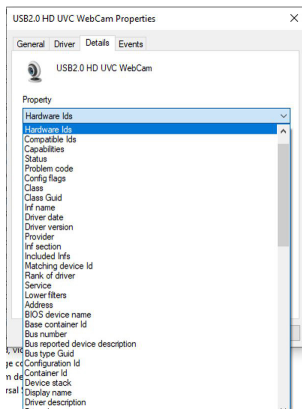 USB2.0 HD UVC WebCam Properties
General Driver Details Events
USB2.0 HD UVC WebCam
Property
Hardware Ids
Hardware Ids
Compatible Ids
Capabilities
Status
Problem code
Config flags
Class
Class Guid
Inf name
Driver date
Driver version
Provider
Inf section
Included Infs
Matching device Id
Rank of driver
Service
Lower filters
Address
BIOS device name
Base container Id
Bus number
Bus reported device description
Bus type Guid
Configuration Id
Container Id
Device stack
Display name
Driver description